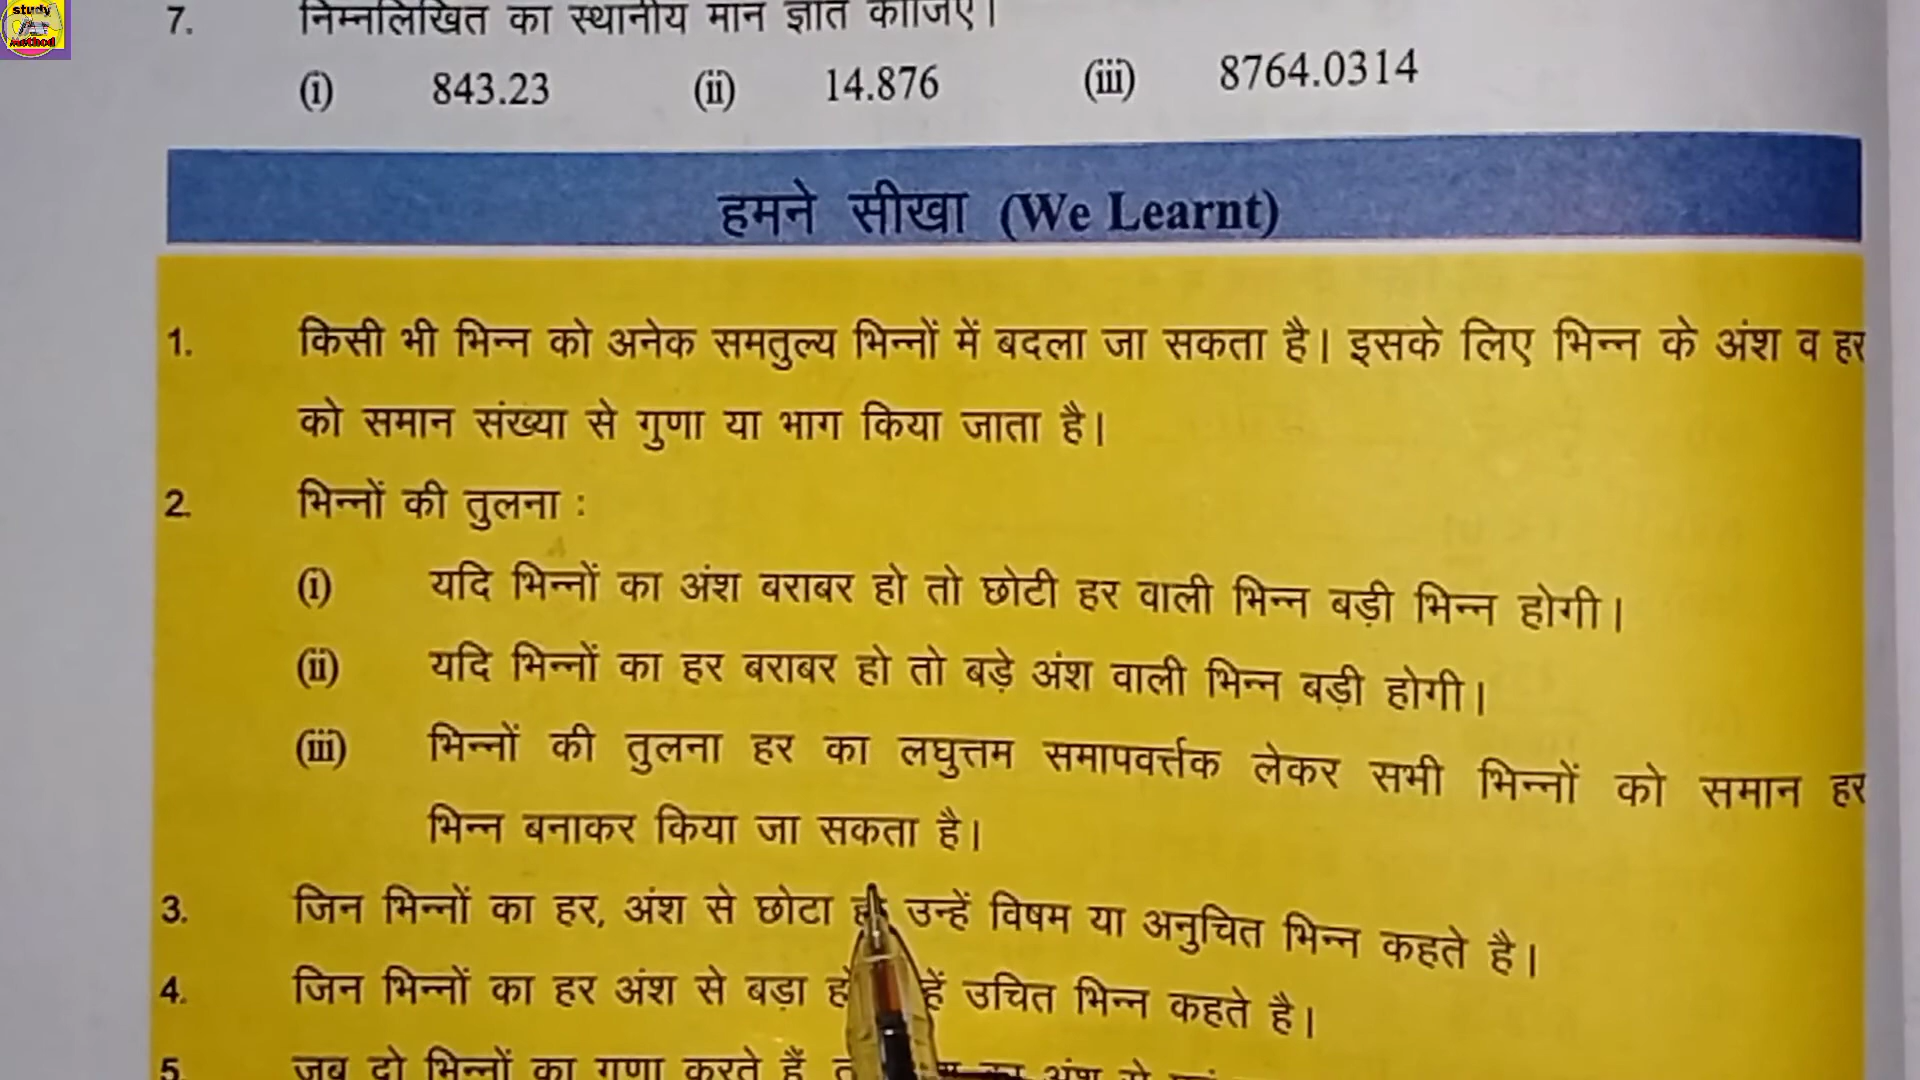 study
Method
7. निम्नलिखित का स्थानीय मान ज्ञात कीजिए।
(i) 843.23 (ii) 14.876 (iii) 8764.0314
हमने सीखा (We Learnt)
1. किसी भी भिन्न को अनेक समतुल्य भिन्नों में बदला जा सकता है। इसके लिए भिन्न के अंश व हर
को समान संख्या से गुणा या भाग किया जाता है।
2. भिन्नों की तुलना :
(i) यदि भिन्नों का अंश बराबर हो तो छोटी हर वाली भिन्न बड़ी भिन्न होगी।
(ii) यदि भिन्नों का हर बराबर हो तो बड़े अंश वाली भिन्न बड़ी होगी।
(iii) भिन्नों की तुलना हर का लघुत्तम समापवर्त्तक लेकर सभी भिन्नों को समान हर
भिन्न बनाकर किया जा सकता है।
3. जिन भिन्नों का हर, अंश से छोटा उन्हें विषम या अनुचित भिन्न कहते है।
4. जिन भिन्नों का हर अंश से बड़ा उचित भिन्न कहते है।
5. जब दो भिन्नों का गुणा करते हैं, अंश से